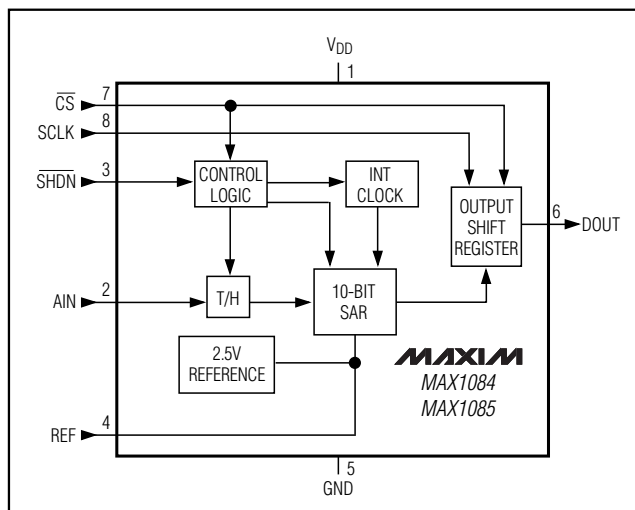 VDD
1
CS
7
SCLK
8
SHDN
3
CONTROL
LOGIC
INT
CLOCK
OUTPUT
SHIFT
REGISTER
6
DOUT
AIN
2
T/H
10-BIT
SAR
2.5V
REFERENCE
MAXIM
MAX1084
MAX1085
REF
4
5
GND